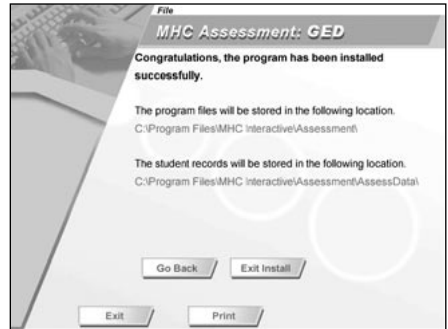 File
MHC Assessment: GED
Congratulations, the program has been installed
successfully.
The program files will be stored in the following location.
C:\Program Files\MHC Interactive\Assessment\
The student records will be stored in the following location.
C:\Program Files\MHC Interactive\Assessment\AssessData\
Go Back
Exit Install
Exit
Print